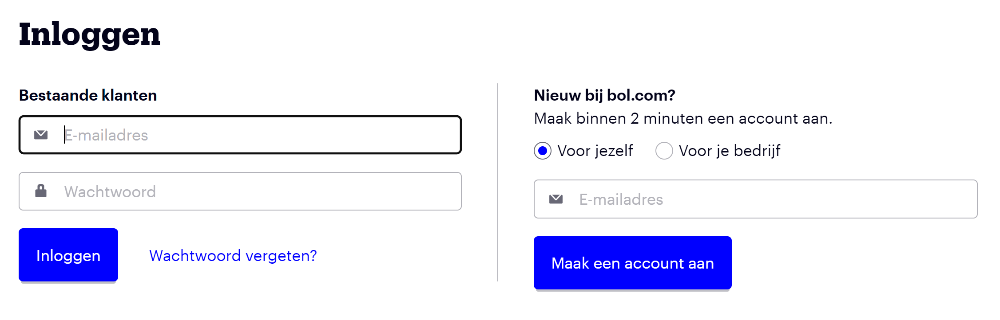 Inloggen
Bestaande klanten
E-mailadres
Wachtwoord
Inloggen
Wachtwoord vergeten?
Nieuw bij bol.com?
Maak binnen 2 minuten een account aan.
Voor jezelf
Voor je bedrijf
E-mailadres
Maak een account aan